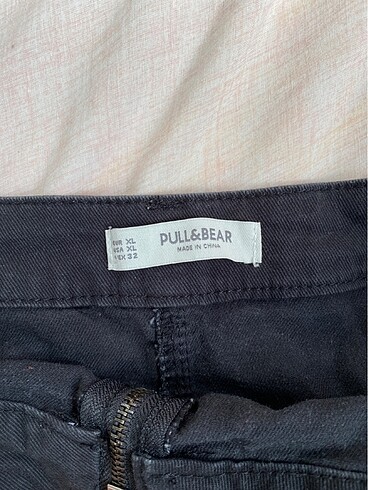 EUR XL
USA XL
MEX 32
PULL&BEAR
MADE IN CHINA